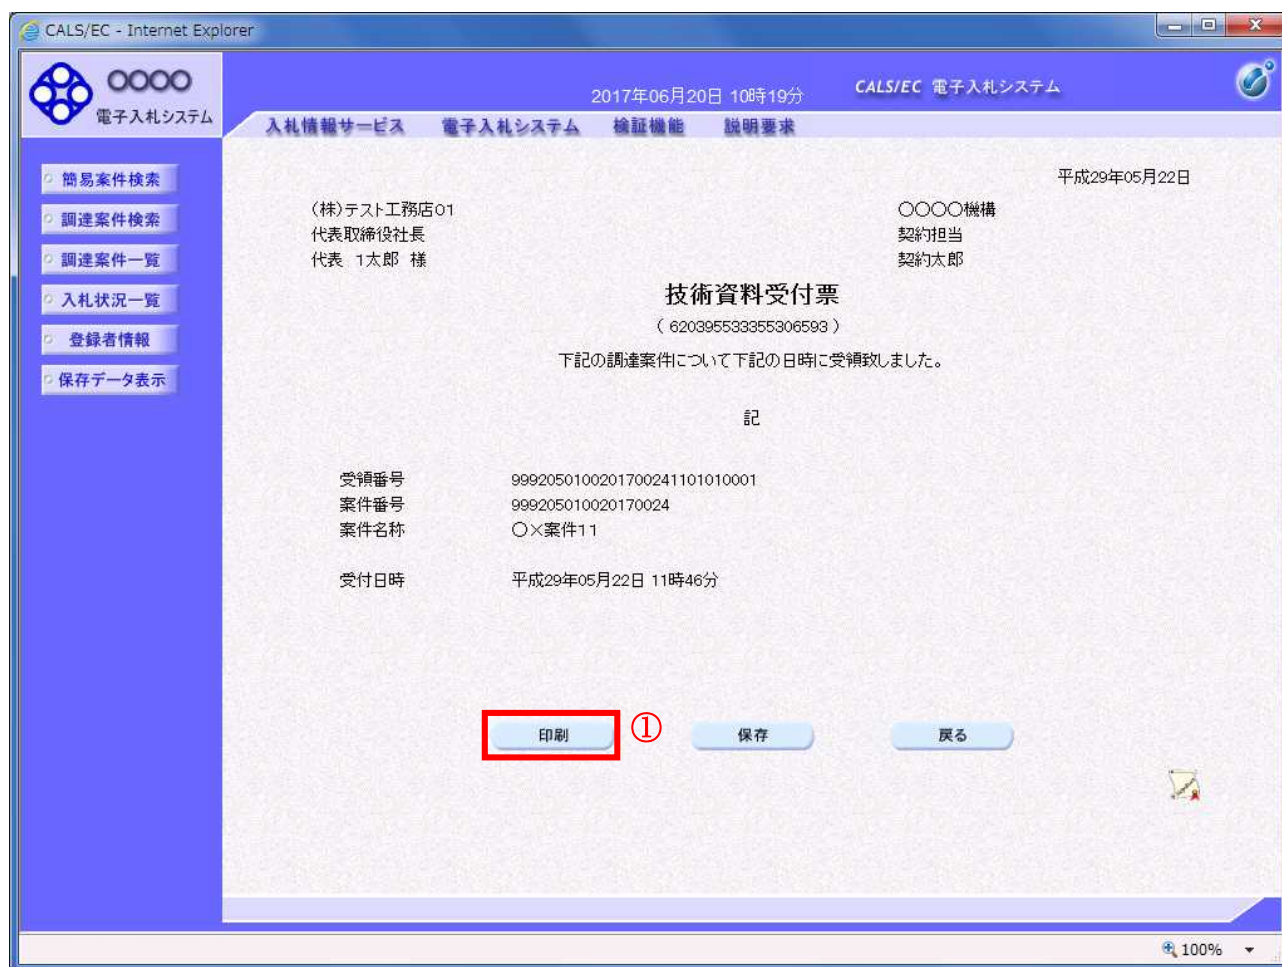 CALS/EC - Internet Explorer
〇〇〇〇
電子入札システム
2017年06月20日 10時19分
CALS/EC 電子入札システム
入札情報サービス 電子入札システム 検証機能 説明要求
簡易案件検索
調達案件検索
調達案件一覧
入札状況一覧
登録者情報
保存データ表示
平成29年05月22日
(株)テスト工務店01
代表取締役社長
代表 1太郎 様
〇〇〇〇機構
契約担当
契約太郎
技術資料受付票
( 620395533355306593 )
下記の調達案件について下記の日時に受領致しました。
記
受領番号 99920501002017002411010​10001
案件番号 999205010020170024
案件名称 〇×案件11
受付日時 平成29年05月22日 11時46分
印刷 ① 保存 戻る
100%